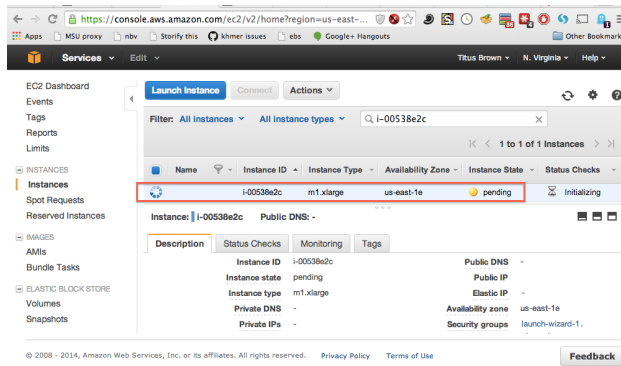 https://console.aws.amazon.com/ec2/v2/home?region=us-east-
Apps MSU proxy nbv Storify this khmer issues ebs Google+ Hangouts Other Bookmark
Services Edit Titus Brown N. Virginia Help
EC2 Dashboard
Events
Tags
Reports
Limits
INSTANCES
Instances
Spot Requests
Reserved Instances
IMAGES
AMIs
Bundle Tasks
ELASTIC BLOCK STORE
Volumes
Snapshots
Launch Instance Connect Actions
Filter: All instances All instance types i-00538e2c
1 to 1 of 1 Instances
Name Instance ID Instance Type Availability Zone Instance State Status Checks
i-00538e2c m1.xlarge us-east-1e pending Initializing
Instance: i-00538e2c Public DNS: -
Description Status Checks Monitoring Tags
Instance ID i-00538e2c Public DNS -
Instance state pending Public IP
Instance type m1.xlarge Elastic IP -
Private DNS - Availability zone us-east-1e
Private IPs - Security groups launch-wizard-1.
© 2008 - 2014, Amazon Web Services, Inc. or its affiliates. All rights reserved. Privacy Policy Terms of Use Feedback